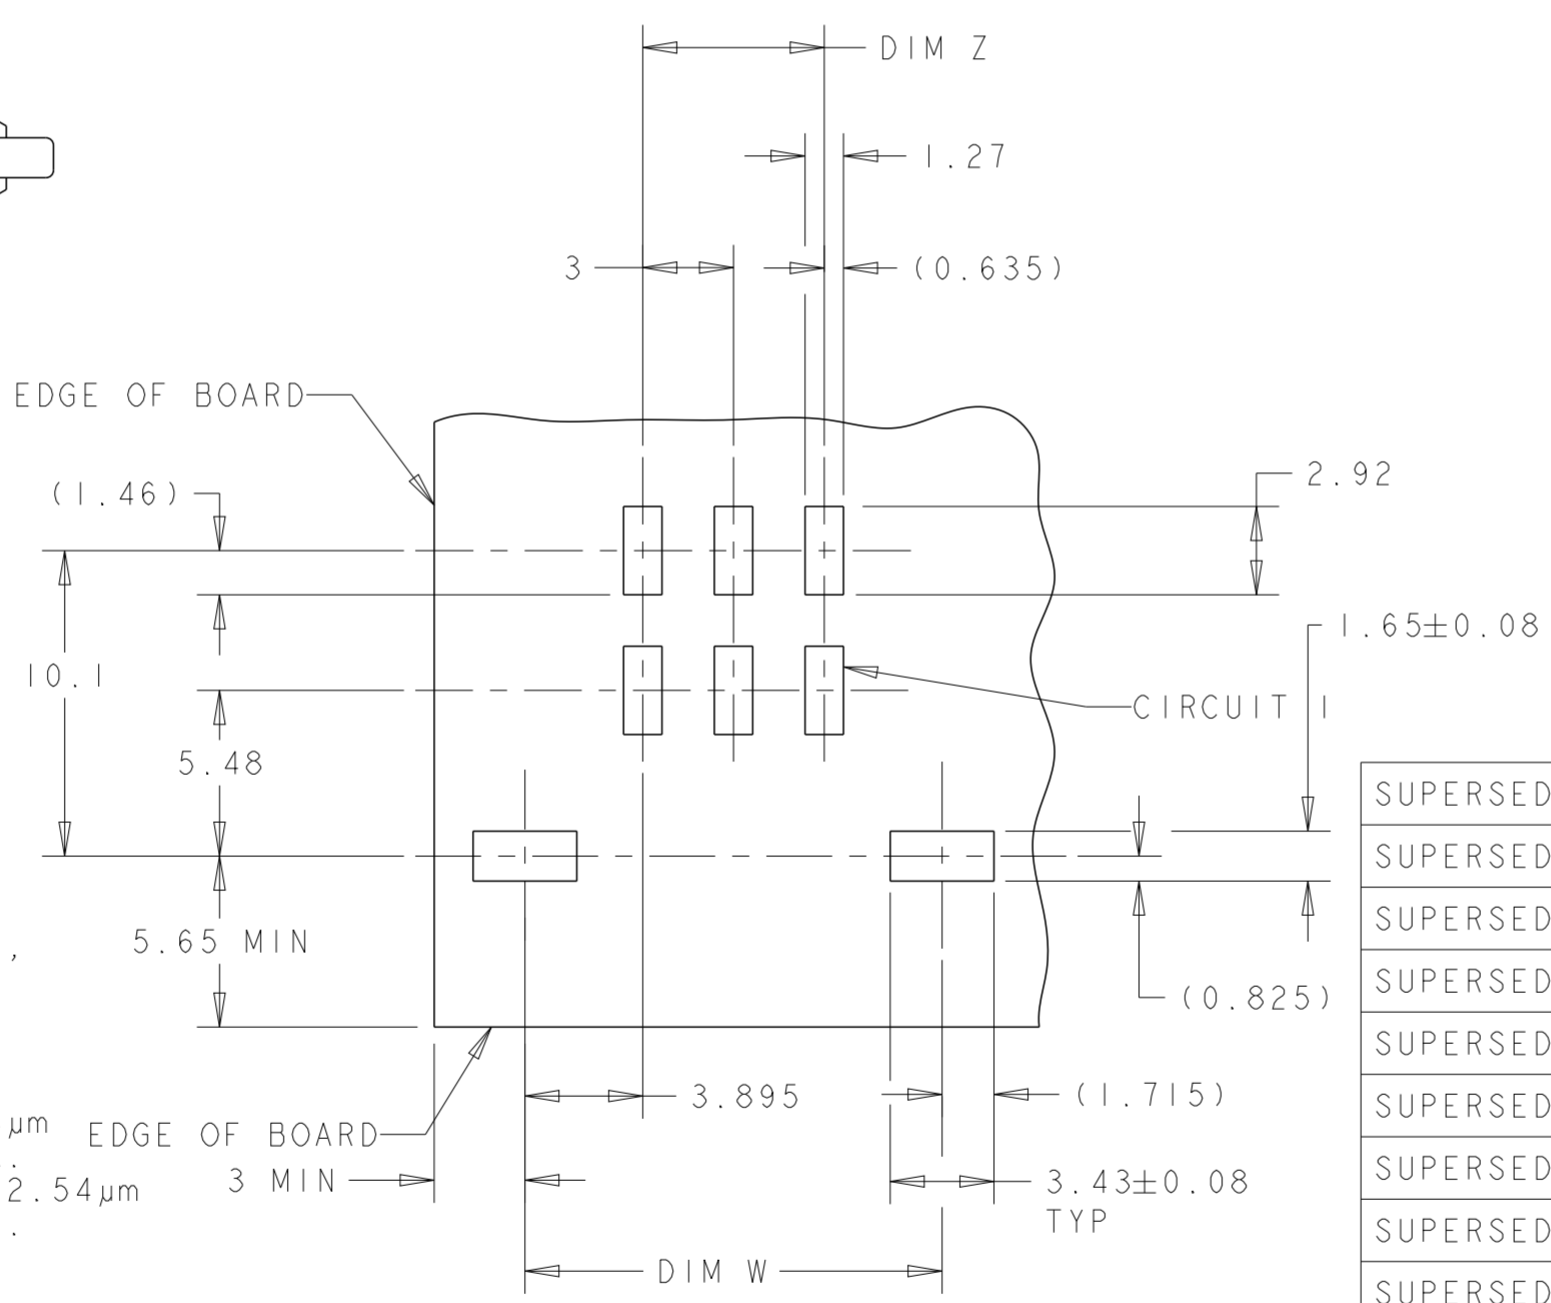 DIM Z
1.27
3
(0.635)
EDGE OF BOARD
(1.46)
2.92
1.65±0.08
10.1
CIRCUIT 1
5.48
SUPERSED
SUPERSED
SUPERSED
,
5.65 MIN
SUPERSED
(0.825)
SUPERSED
3.895
(1.715)
SUPERSED
μm
EDGE OF BOARD
.
SUPERSED
3 MIN
2.54μm
3.43±0.08
TYP
.
SUPERSED
DIM W
SUPERSED